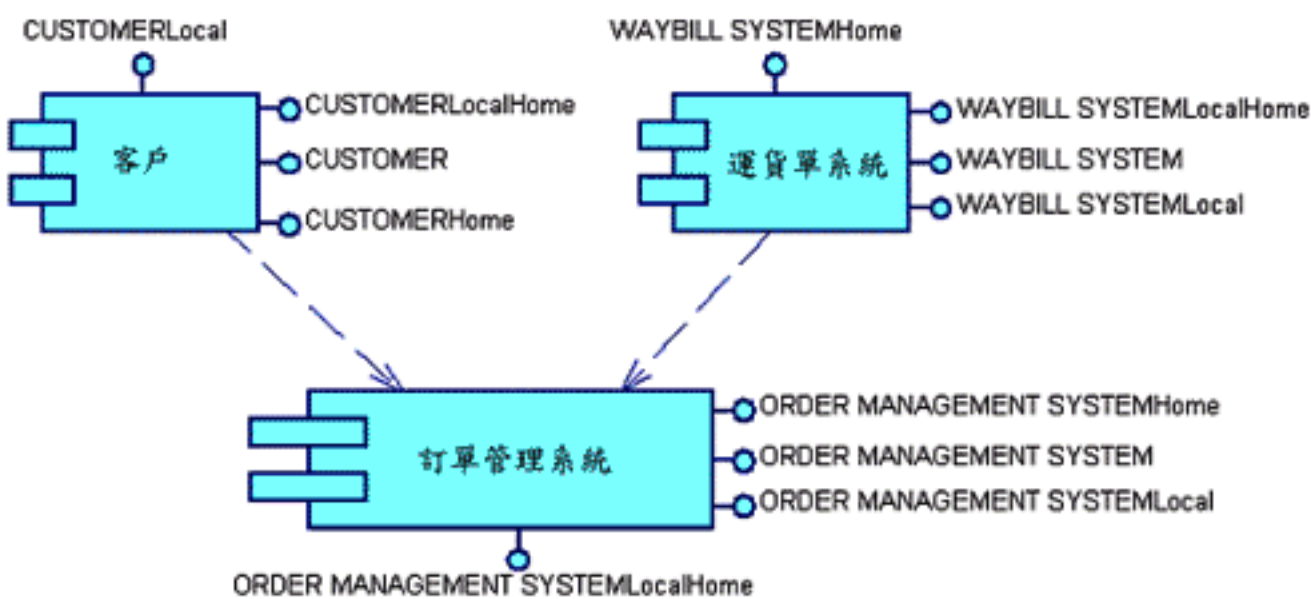 CUSTOMERLocal
WAYBILL SYSTEMHome
客戶
CUSTOMERLocalHome
CUSTOMER
CUSTOMERHome
運貨單系統
WAYBILL SYSTEMLocalHome
WAYBILL SYSTEM
WAYBILL SYSTEMLocal
訂單管理系統
ORDER MANAGEMENT SYSTEMHome
ORDER MANAGEMENT SYSTEM
ORDER MANAGEMENT SYSTEMLocal
ORDER MANAGEMENT SYSTEMLocalHome